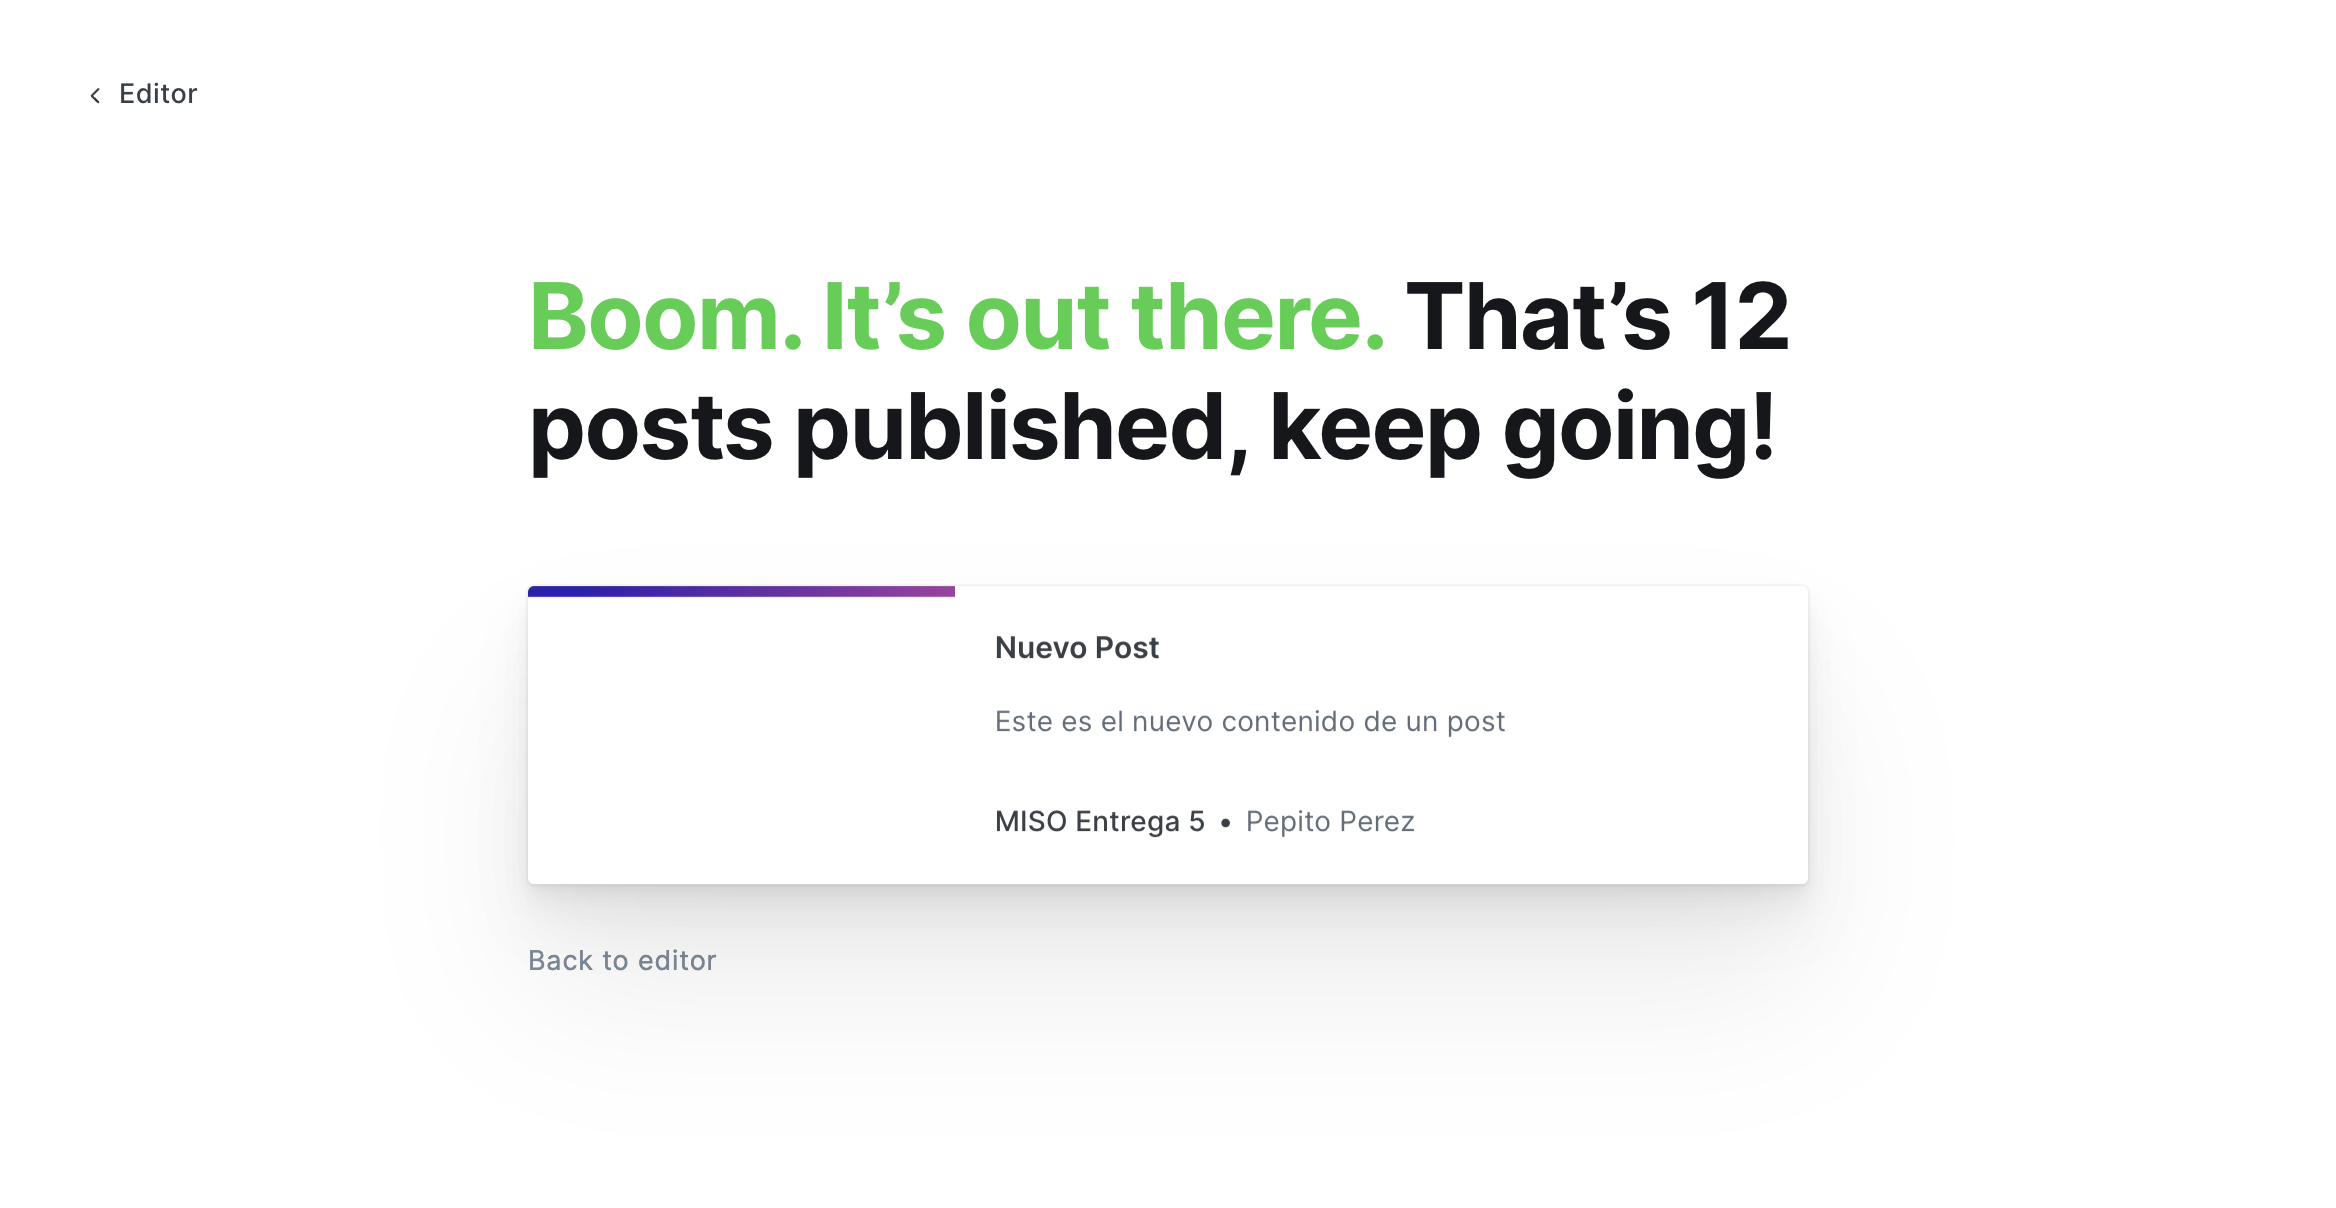 Editor
Boom. It’s out there. That’s 12
posts published, keep going!
Nuevo Post
Este es el nuevo contenido de un post
MISO Entrega 5 • Pepito Perez
Back to editor